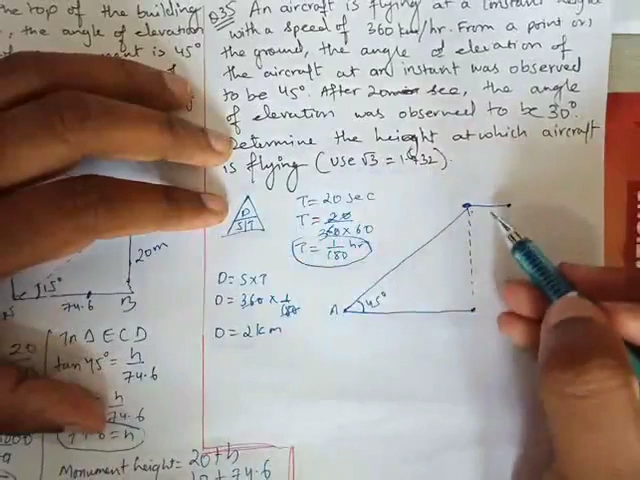 the top of the building
the angle of elevation
ent is 45°
Q35 An aircraft is flying at a constant height
with a speed of 360 km/hr. From a point on
the ground, the angle of elevation of
the aircraft at an instant was observed
to be 45°. After 20 sec, the angle
of elevation was observed to be 30°.
Determine the height at which aircraft
is flying (use √3 = 1.732).
D
S T
T = 20 sec
T = 20
360 × 60
T = 1 hr
180
D = S × T
D = 360 × 1
180
D = 2 km
A 45°
15°
20m
74.6 B
In Δ ECD
tan 45° = h
74.6
h
74.6
= h
20
Monument height = 20 + h
+ 74.6